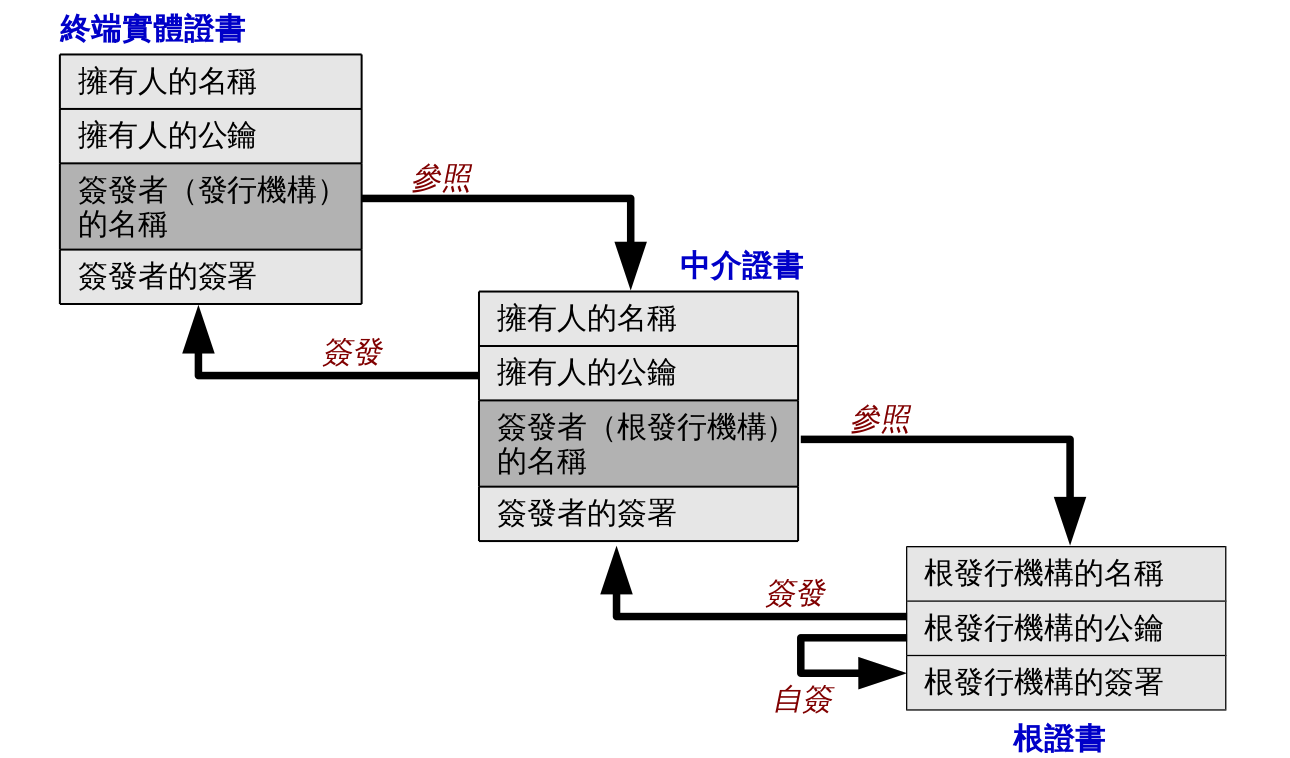 終端實體證書
擁有人的名稱
擁有人的公鑰
簽發者（發行機構）
的名稱
簽發者的簽署
參照
簽發
中介證書
擁有人的名稱
擁有人的公鑰
簽發者（根發行機構）
的名稱
簽發者的簽署
參照
簽發
自簽
根發行機構的名稱
根發行機構的公鑰
根發行機構的簽署
根證書